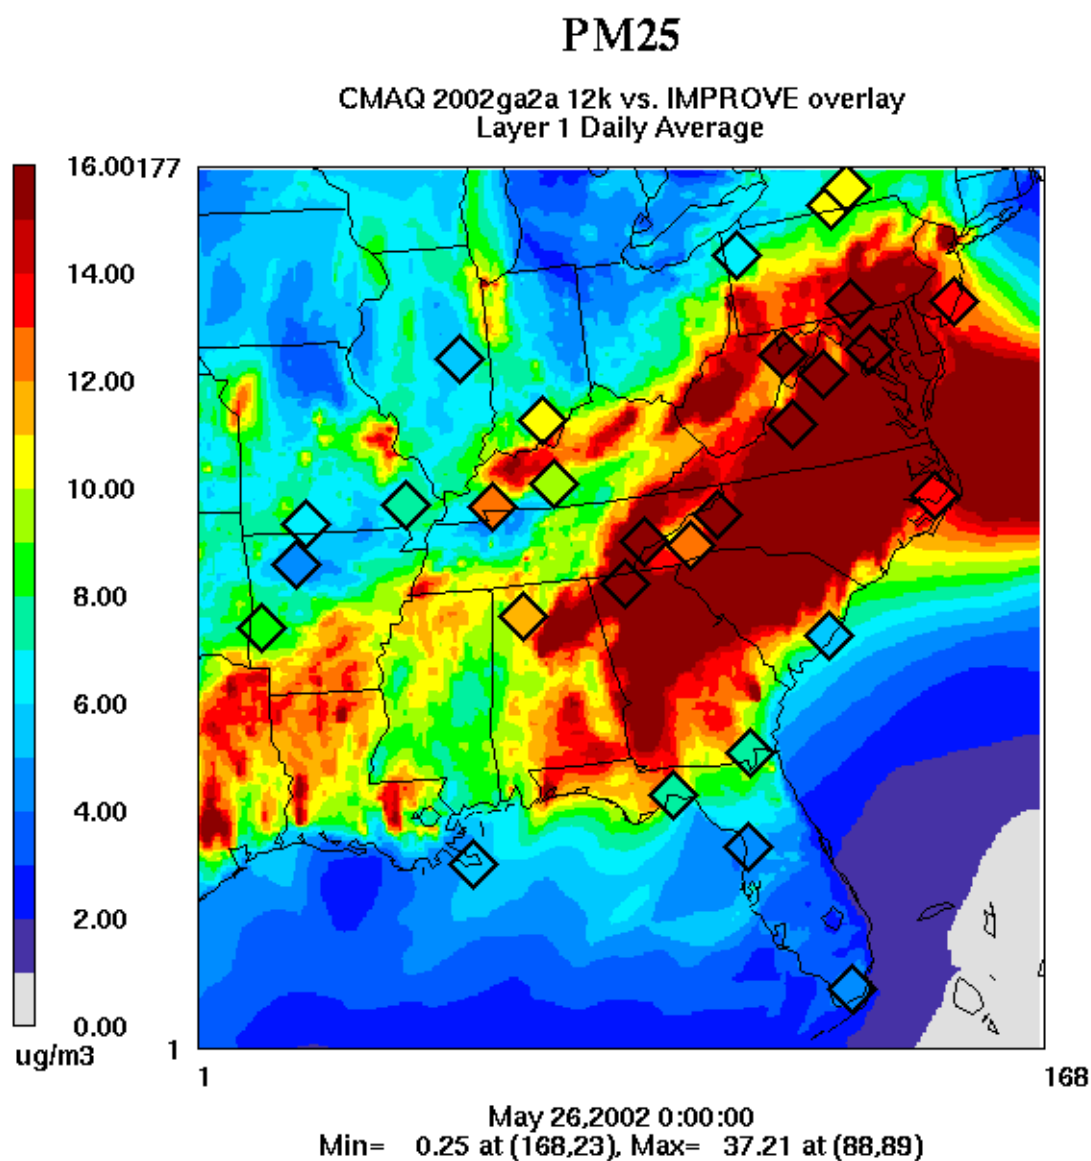 PM25
CMAQ 2002ga2a 12k vs. IMPROVE overlay
Layer 1 Daily Average
16.00
177
14.00
12.00
10.00
8.00
6.00
4.00
2.00
0.00
ug/m3
1
1
168
May 26,2002 0:00:00
Min= 0.25 at (168,23), Max= 37.21 at (88,89)